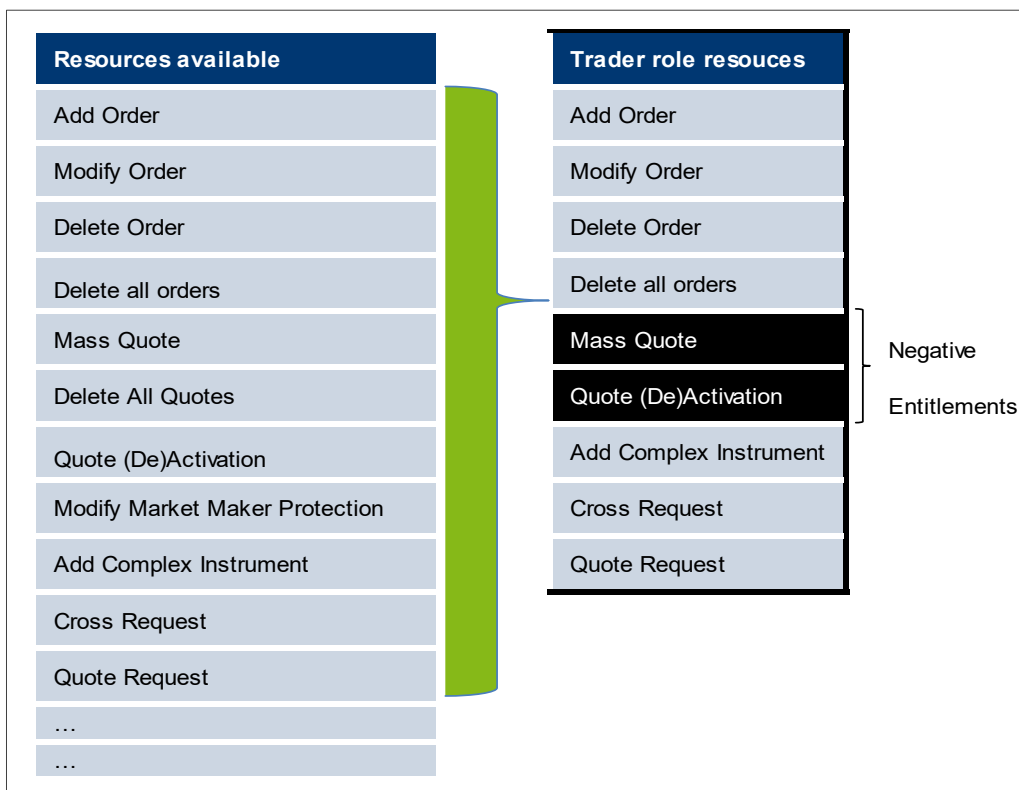 Resources available
Add Order
Modify Order
Delete Order
Delete all orders
Mass Quote
Delete All Quotes
Quote (De)Activation
Modify Market Maker Protection
Add Complex Instrument
Cross Request
Quote Request
…
…
Trader role resouces
Add Order
Modify Order
Delete Order
Delete all orders
Mass Quote
Quote (De)Activation
Add Complex Instrument
Cross Request
Quote Request
Negative
Entitlements